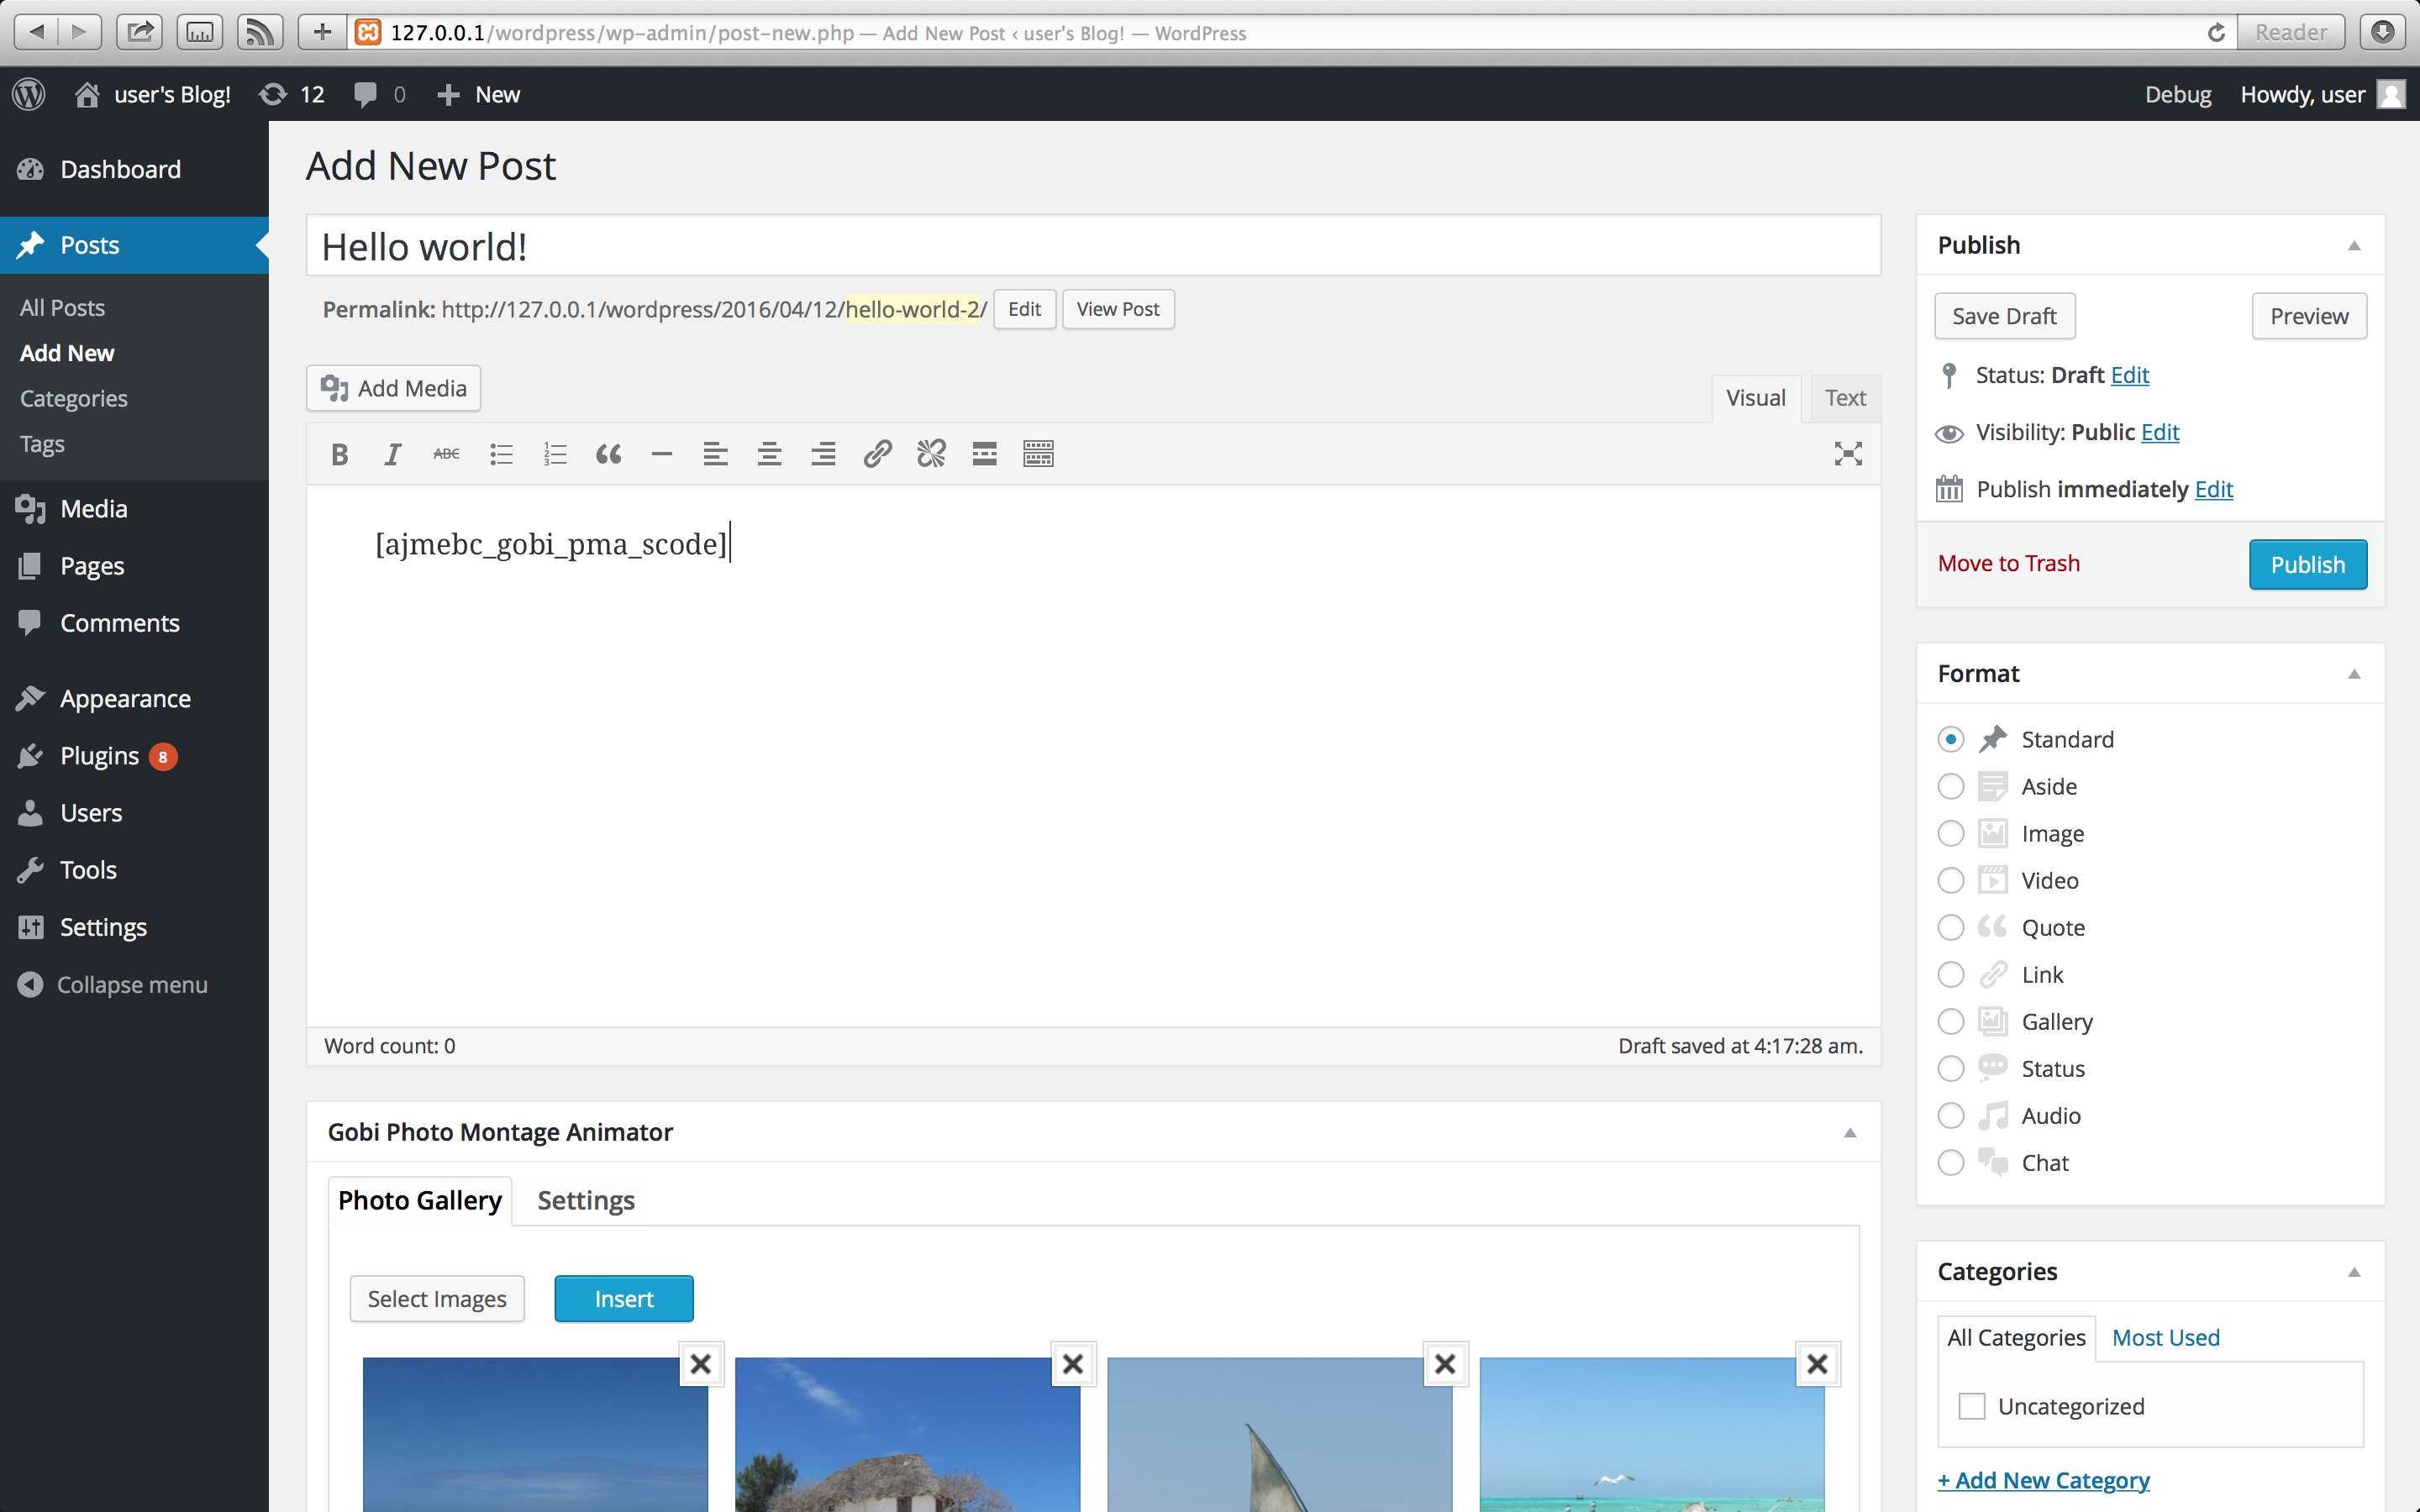 127.0.0.1/wordpress/wp-admin/post-new.php — Add New Post ‹ user's Blog! — WordPress
Reader
user's Blog! 12 0 New
Debug Howdy, user
Dashboard
Posts
All Posts
Add New
Categories
Tags
Media
Pages
Comments
Appearance
Plugins 8
Users
Tools
Settings
Collapse menu
Add New Post
Hello world!
Permalink: http://127.0.0.1/wordpress/2016/04/12/hello-world-2/ Edit View Post
Add Media
Visual Text
B I ABC
[ajmebc_gobi_pma_scode]
Word count: 0
Draft saved at 4:17:28 am.
Gobi Photo Montage Animator
Photo Gallery Settings
Select Images Insert
Publish
Save Draft Preview
Status: Draft Edit
Visibility: Public Edit
Publish immediately Edit
Move to Trash Publish
Format
Standard
Aside
Image
Video
Quote
Link
Gallery
Status
Audio
Chat
Categories
All Categories Most Used
Uncategorized
+ Add New Category